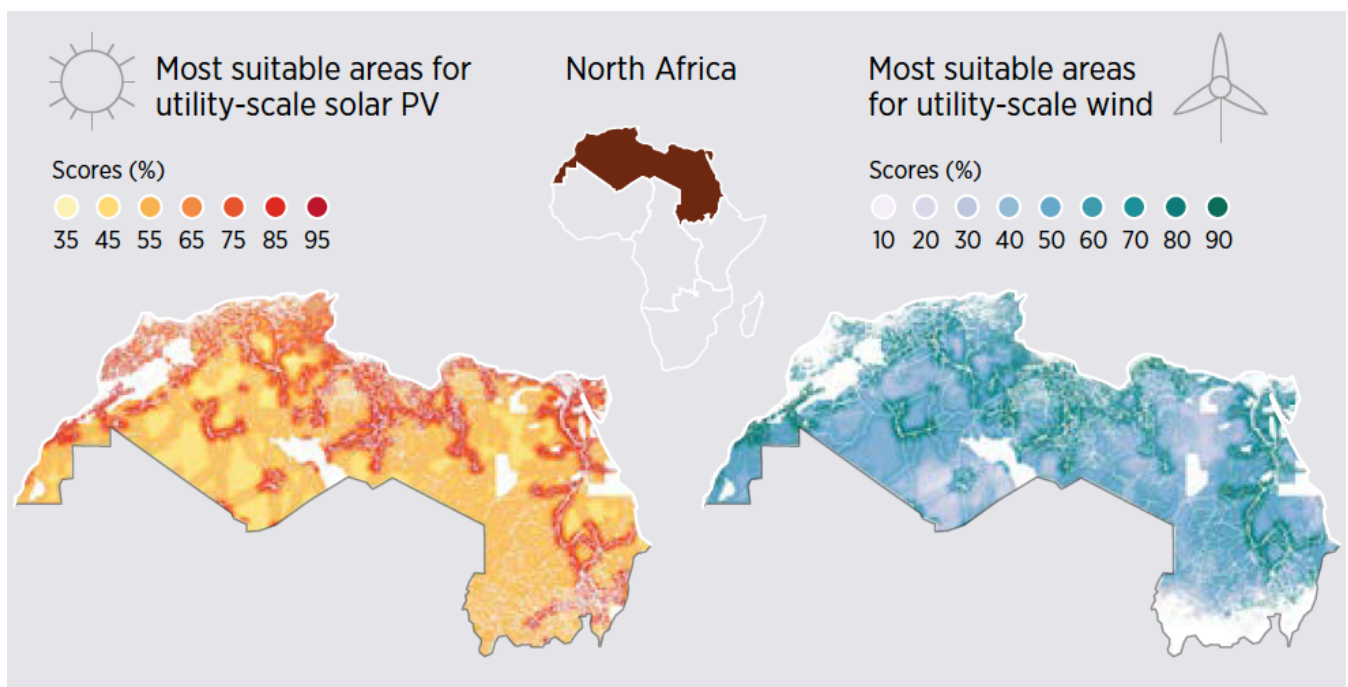 Most suitable areas for
utility-scale solar PV
Scores (%)
35 45 55 65 75 85 95
North Africa
Most suitable areas
for utility-scale wind
Scores (%)
10 20 30 40 50 60 70 80 90